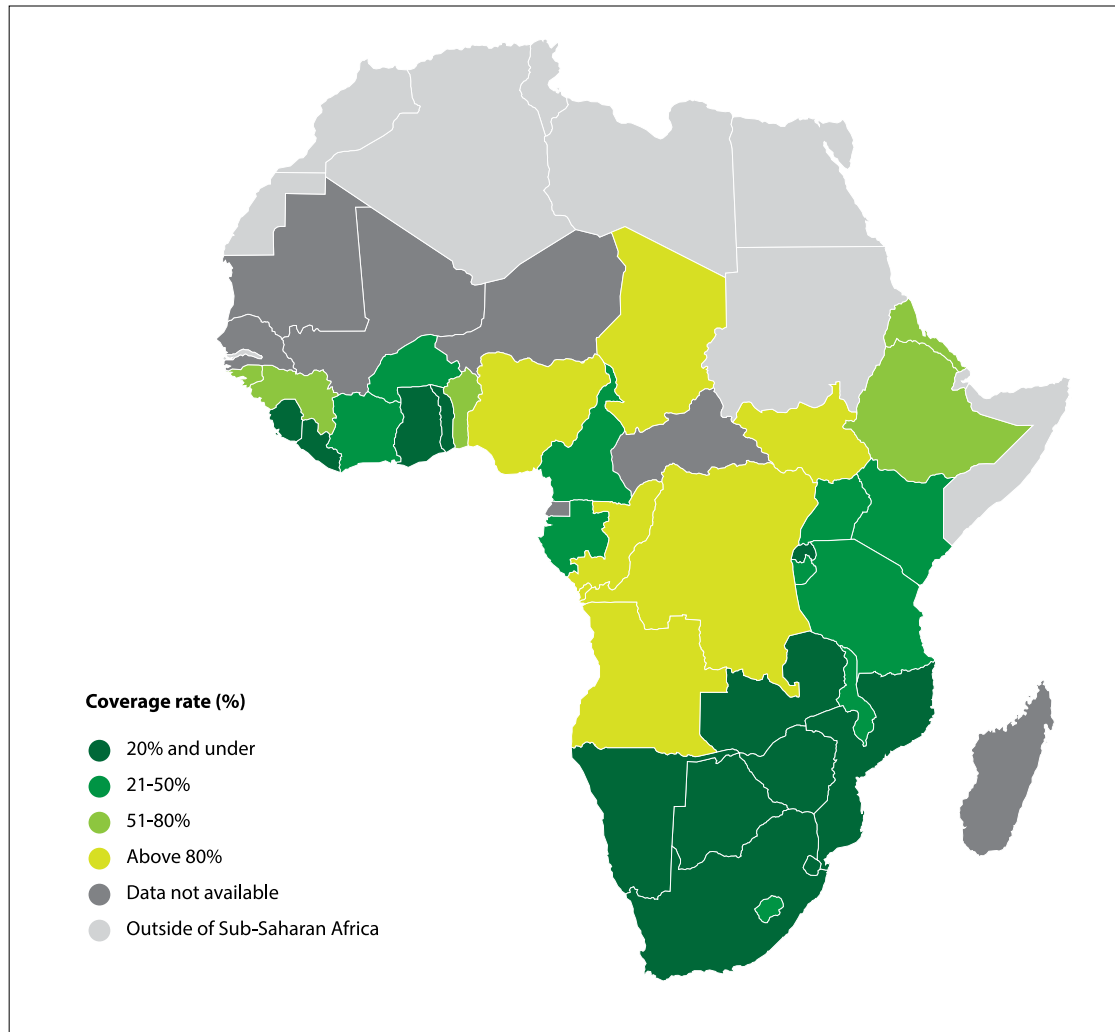 Coverage rate (%)
20% and under
21-50%
51-80%
Above 80%
Data not available
Outside of Sub-Saharan Africa